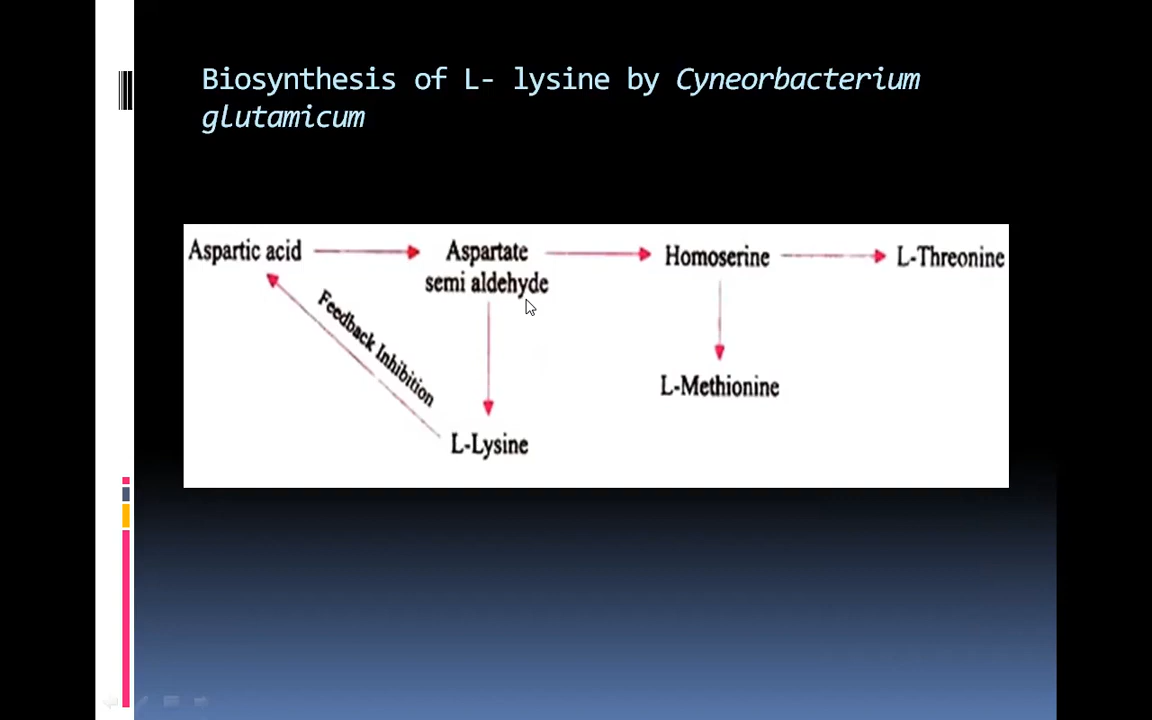 Biosynthesis of L- lysine by Cyneorbacterium
glutamicum
Aspartic acid
Aspartate
semi aldehyde
Homoserine
L-Threonine
Feedback Inhibition
L-Methionine
L-Lysine